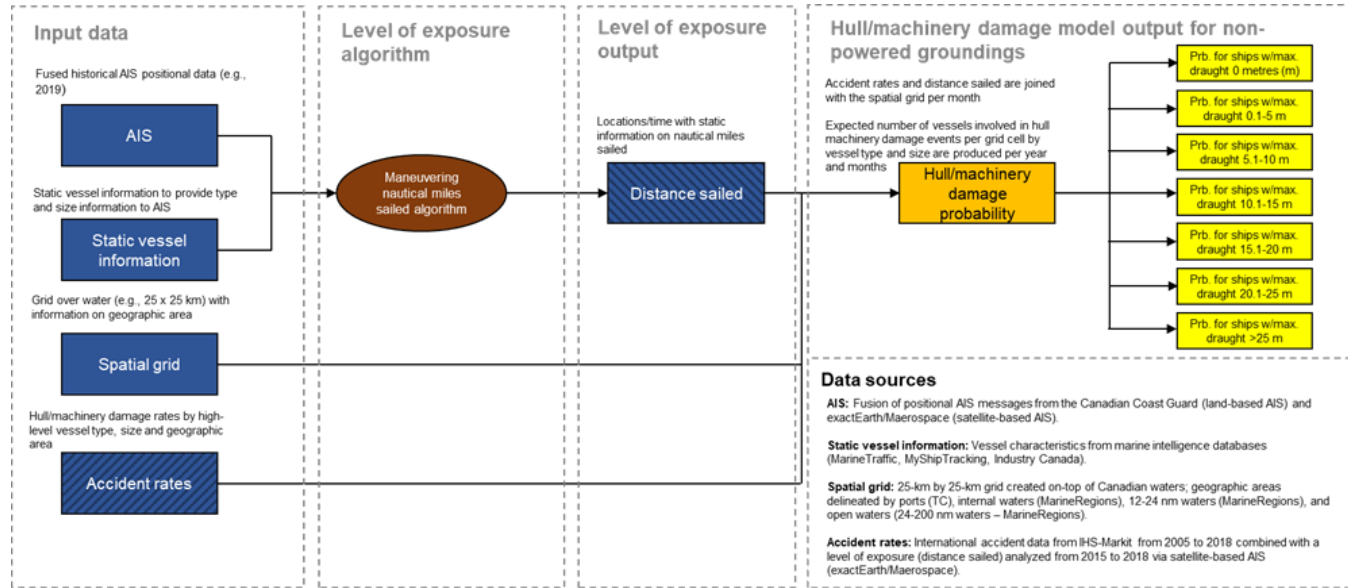 Input data
Fused historical AIS positional data (e.g.,
2019)
AIS
Static vessel information to provide type
and size information to AIS
Static vessel
information
Grid over water (e.g., 25 x 25 km) with
information on geographic area
Spatial grid
Hull/machinery damage rates by high-
level vessel type, size and geographic
area
Accident rates
Level of exposure
algorithm
Maneuvering
nautical miles
sailed algorithm
Level of exposure
output
Locations/time with static
information on nautical miles
sailed
Distance sailed
Hull/machinery damage model output for non-
powered groundings
Accident rates and distance sailed are joined
with the spatial grid per month
Expected number of vessels involved in hull
machinery damage events per grid cell by
vessel type and size are produced per year
and months
Hull/machinery
damage
probability
Prb. for ships w/max.
draught 0 metres (m)
Prb. for ships w/max.
draught 0.1-5 m
Prb. for ships w/max.
draught 5.1-10 m
Prb. for ships w/max.
draught 10.1-15 m
Prb. for ships w/max.
draught 15.1-20 m
Prb. for ships w/max.
draught 20.1-25 m
Prb. for ships w/max.
draught >25 m
Data sources
AIS: Fusion of positional AIS messages from the Canadian Coast Guard (land-based AIS) and
exactEarth/Maerospace (satellite-based AIS).
Static vessel information: Vessel characteristics from marine intelligence databases
(MarineTraffic, MyShipTracking, Industry Canada).
Spatial grid: 25-km by 25-km grid created on-top of Canadian waters; geographic areas
delineated by ports (TC), internal waters (MarineRegions), 12-24 nm waters (MarineRegions), and
open waters (24-200 nm waters – MarineRegions).
Accident rates: International accident data from IHS-Markit from 2005 to 2018 combined with a
level of exposure (distance sailed) analyzed from 2015 to 2018 via satellite-based AIS
(exactEarth/Maerospace).